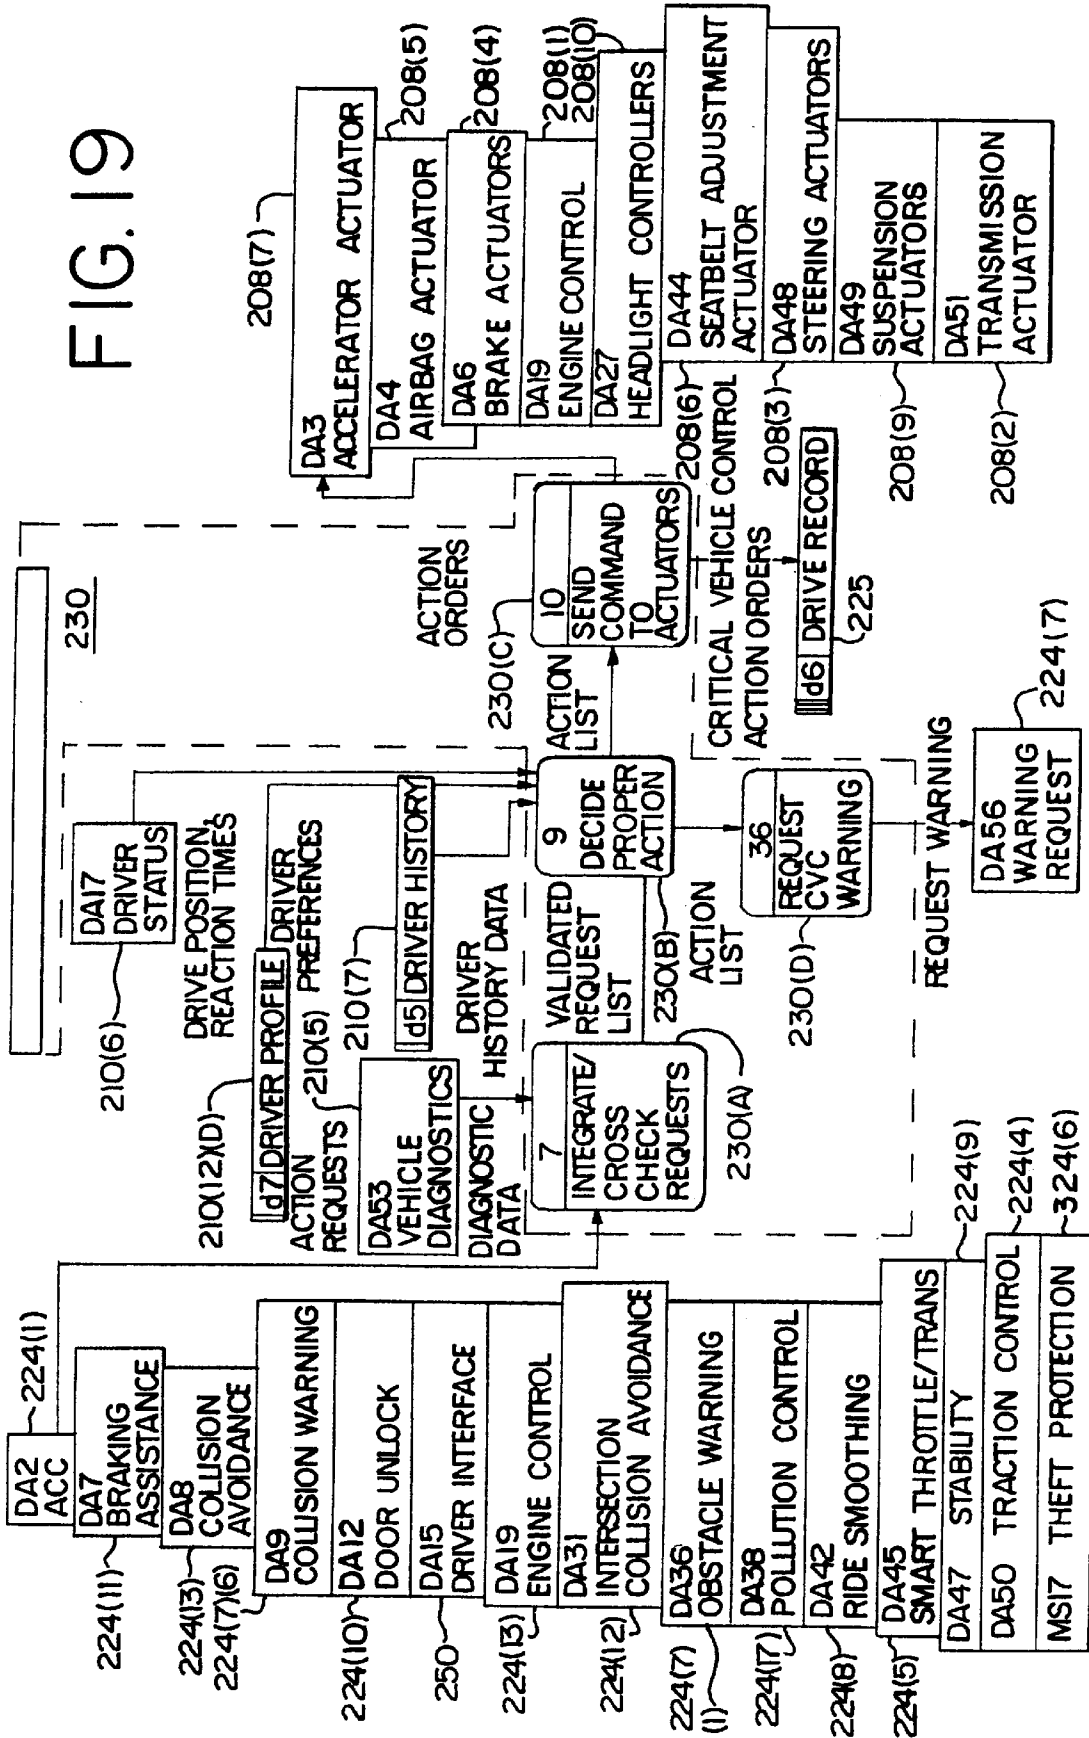 FIG. 19
230
DA2
ACC
224(1)
DA7
BRAKING
ASSISTANCE
224(11)
DA8
COLLISION
AVOIDANCE
224(13)
DA9
COLLISION WARNING
224(7)(6)
DA12
DOOR UNLOCK
224(10)
DA15
DRIVER INTERFACE
250
DA19
ENGINE CONTROL
224(13)
DA31
INTERSECTION
COLLISION AVOIDANCE
224(12)
DA36
OBSTACLE WARNING
224(7)
(1)
DA38
POLLUTION CONTROL
224(17)
DA42
RIDE SMOOTHING
224(8)
DA45
SMART THROTTLE/TRANS
224(5)
DA47 STABILITY
224(9)
DA50 TRACTION CONTROL
224(4)
MS17 THEFT PROTECTION
324(6)
DA17
DRIVER
STATUS
210(6)
DRIVE POSITION,
REACTION TIMES
d7 DRIVER PROFILE
210(12)(D)
DRIVER
PREFERENCES
ACTION
REQUESTS
210(5)
DA53
VEHICLE
DIAGNOSTICS
DIAGNOSTIC
DATA
210(7)
d5 DRIVER HISTORY
DRIVER
HISTORY DATA
7
INTEGRATE/
CROSS
CHECK
REQUESTS
230(A)
VALIDATED
REQUEST
LIST
9
DECIDE
PROPER
ACTION
230(B)
ACTION
LIST
36
REQUEST
CVC
WARNING
230(D)
REQUEST WARNING
DA56
WARNING
REQUEST
224(7)
ACTION
LIST
10
SEND
COMMAND
TO
ACTUATORS
230(C)
ACTION
ORDERS
CRITICAL VEHICLE CONTROL
ACTION ORDERS
d6 DRIVE RECORD
225
DA3
ACCELERATOR ACTUATOR
208(7)
DA4
AIRBAG ACTUATOR
208(5)
DA6
BRAKE ACTUATORS
208(4)
DA19
ENGINE CONTROL
208(1)
DA27
HEADLIGHT CONTROLLERS
208(10)
DA44
SEATBELT ADJUSTMENT
ACTUATOR
208(6)
DA48
STEERING ACTUATORS
208(3)
DA49
SUSPENSION
ACTUATORS
208(9)
DA51
TRANSMISSION
ACTUATOR
208(2)